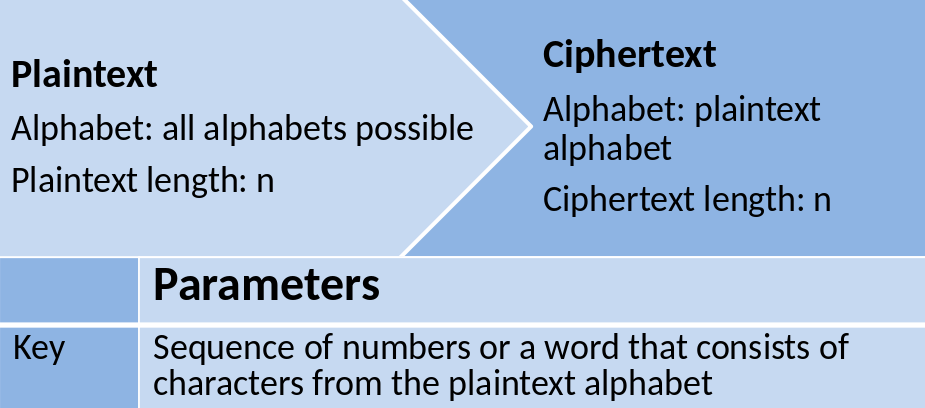 Plaintext
Alphabet: all alphabets possible
Plaintext length: n
Ciphertext
Alphabet: plaintext
alphabet
Ciphertext length: n
Parameters
Key
Sequence of numbers or a word that consists of
characters from the plaintext alphabet